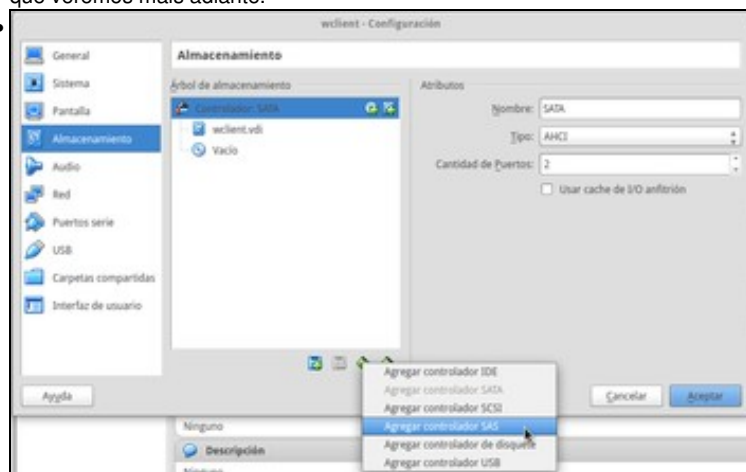 que veremos mais adiante.
wclient - Configuración
General
Sistema
Pantalla
Almacenamiento
Audio
Red
Puertos serie
USB
Carpetas compartidas
Interfaz de usuario
Almacenamiento
Árbol de almacenamiento
Controlador: SATA
wclient.vdi
Vacío
Atributos
Nombre: SATA
Tipo: AHCI
Cantidad de Puertos: 2
Usar cache de I/O anfitrión
Agregar controlador IDE
Agregar controlador SATA
Agregar controlador SCSI
Agregar controlador SAS
Agregar controlador de disquete
Agregar controlador USB
Ayuda
Cancelar
Aceptar
Ninguno
Descripción
Ninguno